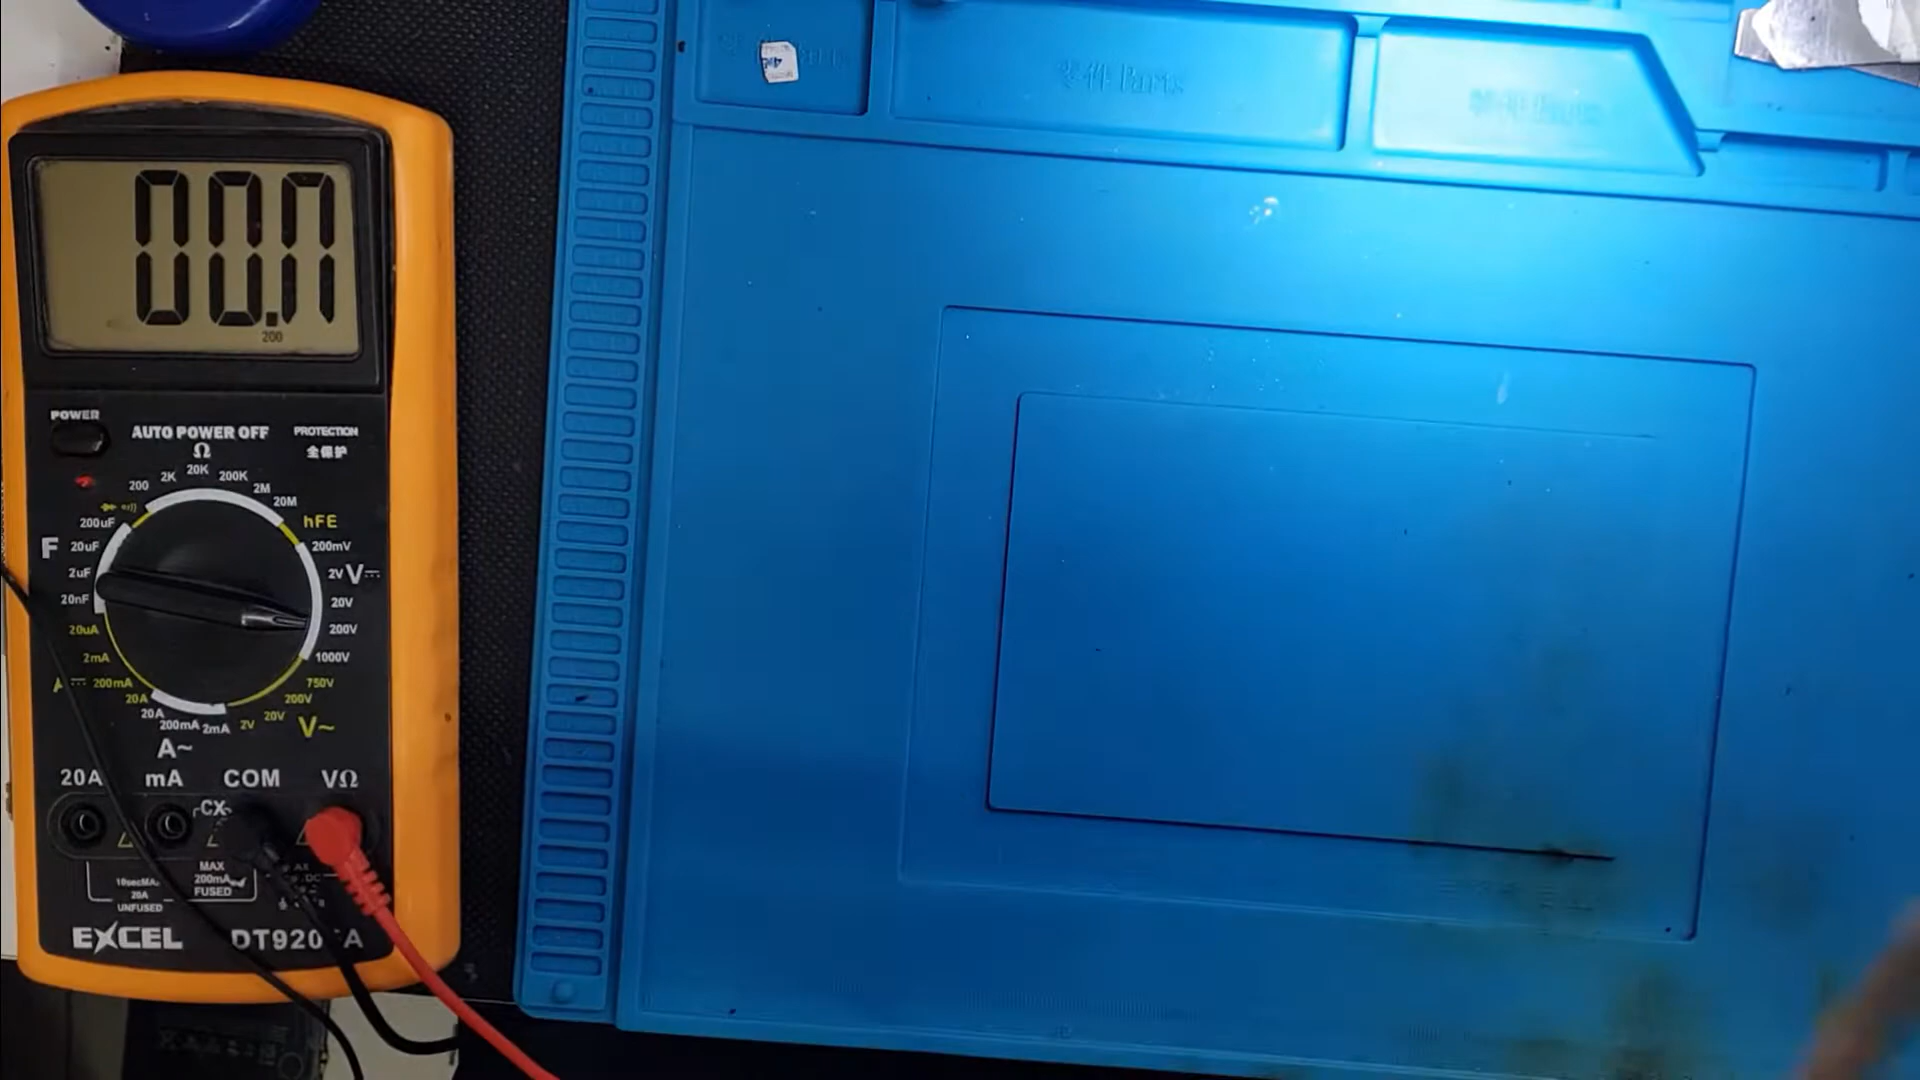 零件 Parts
200
POWER
AUTO POWER OFF
PROTECTION
全保护
Ω
200
2K
20K
200K
2M
20M
hFE
200uF
20uF
2uF
20nF
F
200mV
2V
V
20V
200V
1000V
20uA
2mA
200mA
20A
A
750V
200V
20V
2V
V~
20A
200mA
2mA
A~
20A
mA
COM
VΩ
CX
MAX
200mA
FUSED
20A
UNFUSED
EXCEL